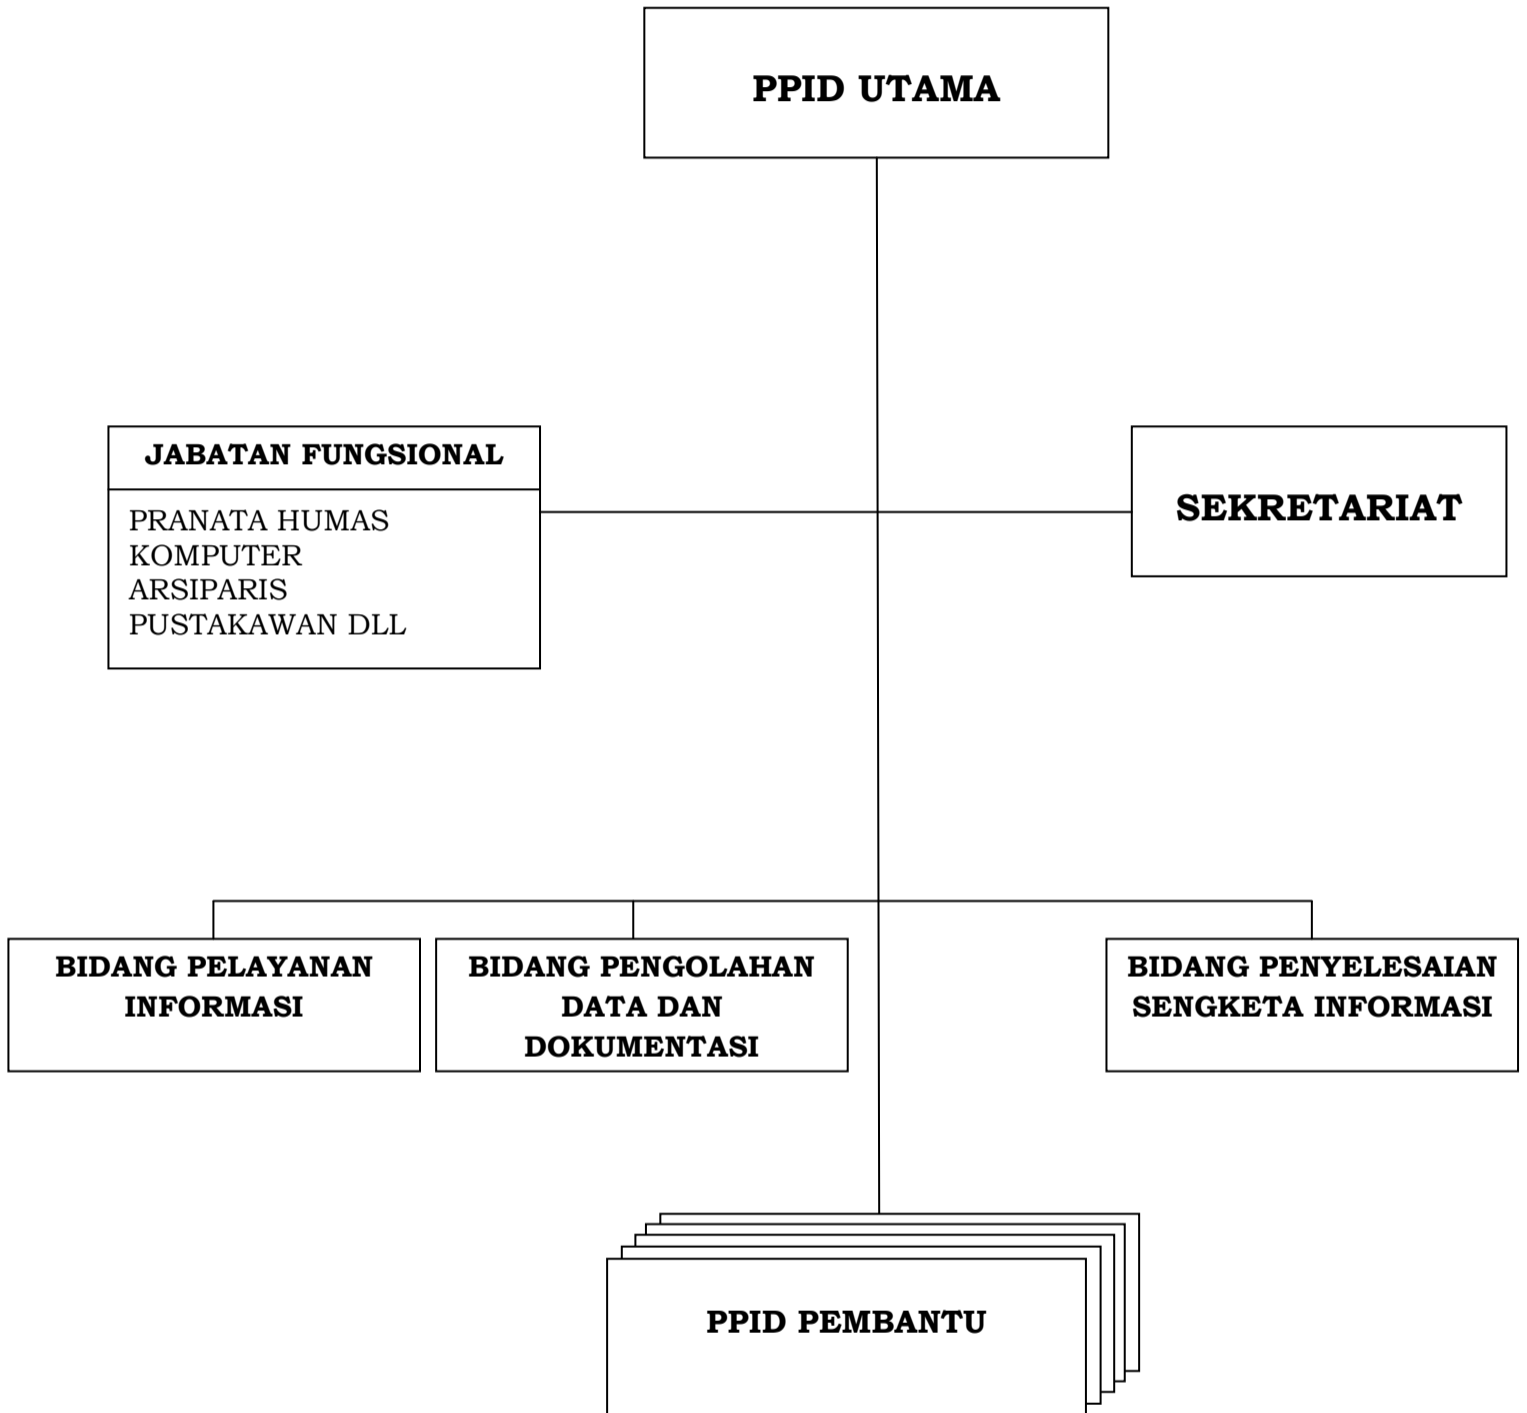 PPID UTAMA
JABATAN FUNGSIONAL
PRANATA HUMAS
KOMPUTER
ARSIPARIS
PUSTAKAWAN DLL
SEKRETARIAT
BIDANG PELAYANAN
INFORMASI
BIDANG PENGOLAHAN
DATA DAN
DOKUMENTASI
BIDANG PENYELESAIAN
SENGKETA INFORMASI
PPID PEMBANTU